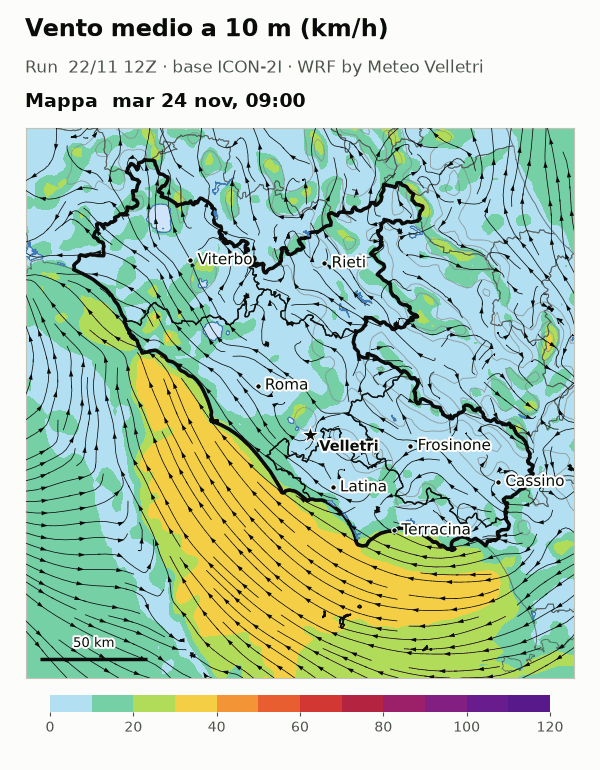 Vento medio a 10 m (km/h)
Run 22/11 12Z · base ICON-2I · WRF by Meteo Velletri
Mappa mar 24 nov, 09:00
Viterbo
Rieti
Roma
Velletri
Frosinone
Cassino
Latina
Terracina
50 km
0 20 40 60 80 100 120